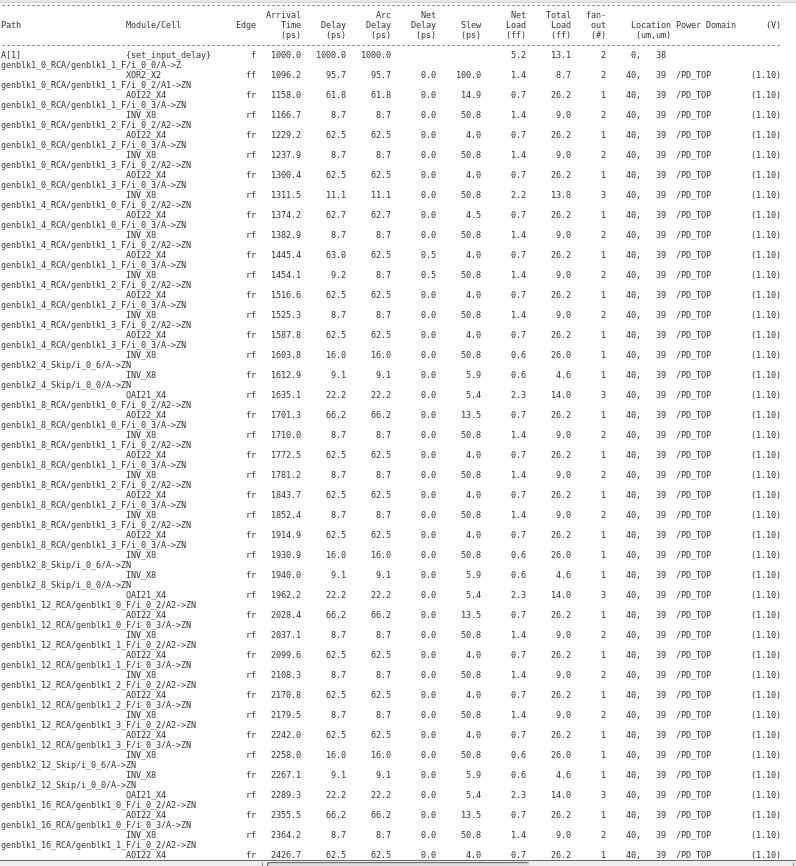 Arrival Arc Net Net Total fan-
Path Module/Cell Edge Time Delay Delay Delay Slew Load Load out Location Power Domain (V)
(ps) (ps) (ps) (ps) (ps) (ff) (ff) (#) (um,um)
A[1] {set_input_delay} f 1000.0 1000.0 1000.0 5.2 13.1 2 0, 38
genblk1_0_RCA/genblk1_1_F/i_0_0/A->Z
XOR2_X2 ff 1096.2 95.7 95.7 0.0 100.0 1.4 8.7 2 40, 39 /PD_TOP (1.10)
genblk1_0_RCA/genblk1_1_F/i_0_2/A1->ZN
AOI22_X4 fr 1158.0 61.8 61.8 0.0 14.9 0.7 26.2 1 40, 39 /PD_TOP (1.10)
genblk1_0_RCA/genblk1_1_F/i_0_3/A->ZN
INV_X8 rf 1166.7 8.7 8.7 0.0 50.8 1.4 9.0 2 40, 39 /PD_TOP (1.10)
genblk1_0_RCA/genblk1_2_F/i_0_2/A2->ZN
AOI22_X4 fr 1229.2 62.5 62.5 0.0 4.0 0.7 26.2 1 40, 39 /PD_TOP (1.10)
genblk1_0_RCA/genblk1_2_F/i_0_3/A->ZN
INV_X8 rf 1237.9 8.7 8.7 0.0 50.8 1.4 9.0 2 40, 39 /PD_TOP (1.10)
genblk1_0_RCA/genblk1_3_F/i_0_2/A2->ZN
AOI22_X4 fr 1300.4 62.5 62.5 0.0 4.0 0.7 26.2 1 40, 39 /PD_TOP (1.10)
genblk1_0_RCA/genblk1_3_F/i_0_3/A->ZN
INV_X8 rf 1311.5 11.1 11.1 0.0 50.8 2.2 13.8 3 40, 39 /PD_TOP (1.10)
genblk1_4_RCA/genblk1_0_F/i_0_2/A2->ZN
AOI22_X4 fr 1374.2 62.7 62.7 0.0 4.5 0.7 26.2 1 40, 39 /PD_TOP (1.10)
genblk1_4_RCA/genblk1_0_F/i_0_3/A->ZN
INV_X8 rf 1382.9 8.7 8.7 0.0 50.8 1.4 9.0 2 40, 39 /PD_TOP (1.10)
genblk1_4_RCA/genblk1_1_F/i_0_2/A2->ZN
AOI22_X4 fr 1445.4 63.0 62.5 0.5 4.0 0.7 26.2 1 40, 39 /PD_TOP (1.10)
genblk1_4_RCA/genblk1_1_F/i_0_3/A->ZN
INV_X8 rf 1454.1 9.2 8.7 0.5 50.8 1.4 9.0 2 40, 39 /PD_TOP (1.10)
genblk1_4_RCA/genblk1_2_F/i_0_2/A2->ZN
AOI22_X4 fr 1516.6 62.5 62.5 0.0 4.0 0.7 26.2 1 40, 39 /PD_TOP (1.10)
genblk1_4_RCA/genblk1_2_F/i_0_3/A->ZN
INV_X8 rf 1525.3 8.7 8.7 0.0 50.8 1.4 9.0 2 40, 39 /PD_TOP (1.10)
genblk1_4_RCA/genblk1_3_F/i_0_2/A2->ZN
AOI22_X4 fr 1587.8 62.5 62.5 0.0 4.0 0.7 26.2 1 40, 39 /PD_TOP (1.10)
genblk1_4_RCA/genblk1_3_F/i_0_3/A->ZN
INV_X8 rf 1603.8 16.0 16.0 0.0 50.8 0.6 26.0 1 40, 39 /PD_TOP (1.10)
genblk2_4_Skip/i_0_6/A->ZN
INV_X8 fr 1612.9 9.1 9.1 0.0 5.9 0.6 4.6 1 40, 39 /PD_TOP (1.10)
genblk2_4_Skip/i_0_0/A->ZN
OAI21_X4 rf 1635.1 22.2 22.2 0.0 5.4 2.3 14.0 3 40, 39 /PD_TOP (1.10)
genblk1_8_RCA/genblk1_0_F/i_0_2/A2->ZN
AOI22_X4 fr 1701.3 66.2 66.2 0.0 13.5 0.7 26.2 1 40, 39 /PD_TOP (1.10)
genblk1_8_RCA/genblk1_0_F/i_0_3/A->ZN
INV_X8 rf 1710.0 8.7 8.7 0.0 50.8 1.4 9.0 2 40, 39 /PD_TOP (1.10)
genblk1_8_RCA/genblk1_1_F/i_0_2/A2->ZN
AOI22_X4 fr 1772.5 62.5 62.5 0.0 4.0 0.7 26.2 1 40, 39 /PD_TOP (1.10)
genblk1_8_RCA/genblk1_1_F/i_0_3/A->ZN
INV_X8 rf 1781.2 8.7 8.7 0.0 50.8 1.4 9.0 2 40, 39 /PD_TOP (1.10)
genblk1_8_RCA/genblk1_2_F/i_0_2/A2->ZN
AOI22_X4 fr 1843.7 62.5 62.5 0.0 4.0 0.7 26.2 1 40, 39 /PD_TOP (1.10)
genblk1_8_RCA/genblk1_2_F/i_0_3/A->ZN
INV_X8 rf 1852.4 8.7 8.7 0.0 50.8 1.4 9.0 2 40, 39 /PD_TOP (1.10)
genblk1_8_RCA/genblk1_3_F/i_0_2/A2->ZN
AOI22_X4 fr 1914.9 62.5 62.5 0.0 4.0 0.7 26.2 1 40, 39 /PD_TOP (1.10)
genblk1_8_RCA/genblk1_3_F/i_0_3/A->ZN
INV_X8 rf 1930.9 16.0 16.0 0.0 50.8 0.6 26.0 1 40, 39 /PD_TOP (1.10)
genblk2_8_Skip/i_0_6/A->ZN
INV_X8 fr 1940.0 9.1 9.1 0.0 5.9 0.6 4.6 1 40, 39 /PD_TOP (1.10)
genblk2_8_Skip/i_0_0/A->ZN
OAI21_X4 rf 1962.2 22.2 22.2 0.0 5.4 2.3 14.0 3 40, 39 /PD_TOP (1.10)
genblk1_12_RCA/genblk1_0_F/i_0_2/A2->ZN
AOI22_X4 fr 2028.4 66.2 66.2 0.0 13.5 0.7 26.2 1 40, 39 /PD_TOP (1.10)
genblk1_12_RCA/genblk1_0_F/i_0_3/A->ZN
INV_X8 rf 2037.1 8.7 8.7 0.0 50.8 1.4 9.0 2 40, 39 /PD_TOP (1.10)
genblk1_12_RCA/genblk1_1_F/i_0_2/A2->ZN
AOI22_X4 fr 2099.6 62.5 62.5 0.0 4.0 0.7 26.2 1 40, 39 /PD_TOP (1.10)
genblk1_12_RCA/genblk1_1_F/i_0_3/A->ZN
INV_X8 rf 2108.3 8.7 8.7 0.0 50.8 1.4 9.0 2 40, 39 /PD_TOP (1.10)
genblk1_12_RCA/genblk1_2_F/i_0_2/A2->ZN
AOI22_X4 fr 2170.8 62.5 62.5 0.0 4.0 0.7 26.2 1 40, 39 /PD_TOP (1.10)
genblk1_12_RCA/genblk1_2_F/i_0_3/A->ZN
INV_X8 rf 2179.5 8.7 8.7 0.0 50.8 1.4 9.0 2 40, 39 /PD_TOP (1.10)
genblk1_12_RCA/genblk1_3_F/i_0_2/A2->ZN
AOI22_X4 fr 2242.0 62.5 62.5 0.0 4.0 0.7 26.2 1 40, 39 /PD_TOP (1.10)
genblk1_12_RCA/genblk1_3_F/i_0_3/A->ZN
INV_X8 rf 2258.0 16.0 16.0 0.0 50.8 0.6 26.0 1 40, 39 /PD_TOP (1.10)
genblk2_12_Skip/i_0_6/A->ZN
INV_X8 fr 2267.1 9.1 9.1 0.0 5.9 0.6 4.6 1 40, 39 /PD_TOP (1.10)
genblk2_12_Skip/i_0_0/A->ZN
OAI21_X4 rf 2289.3 22.2 22.2 0.0 5.4 2.3 14.0 3 40, 39 /PD_TOP (1.10)
genblk1_16_RCA/genblk1_0_F/i_0_2/A2->ZN
AOI22_X4 fr 2355.5 66.2 66.2 0.0 13.5 0.7 26.2 1 40, 39 /PD_TOP (1.10)
genblk1_16_RCA/genblk1_0_F/i_0_3/A->ZN
INV_X8 rf 2364.2 8.7 8.7 0.0 50.8 1.4 9.0 2 40, 39 /PD_TOP (1.10)
genblk1_16_RCA/genblk1_1_F/i_0_2/A2->ZN
AOI22_X4 fr 2426.7 62.5 62.5 0.0 4.0 0.7 26.2 1 40, 39 /PD_TOP (1.10)